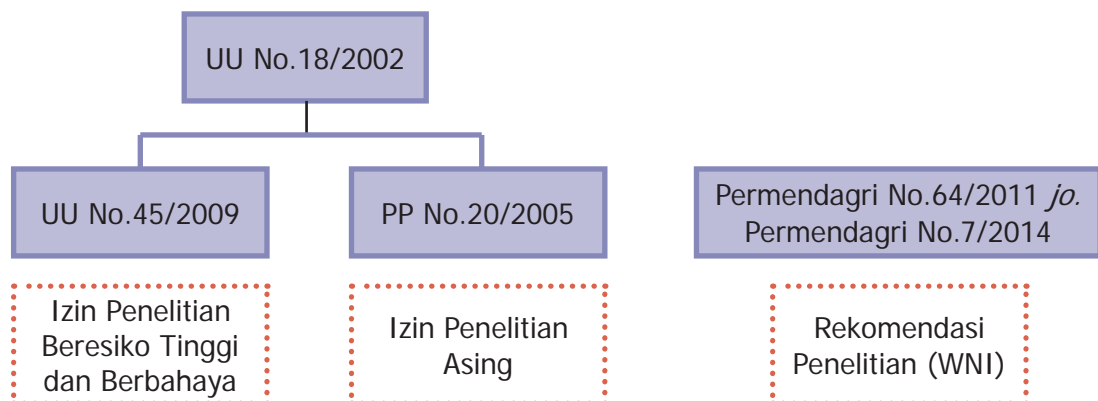 UU No.18/2002
UU No.45/2009
PP No.20/2005
Permendagri No.64/2011 jo.
Permendagri No.7/2014
Izin Penelitian
Beresiko Tinggi
dan Berbahaya
Izin Penelitian
Asing
Rekomendasi
Penelitian (WNI)